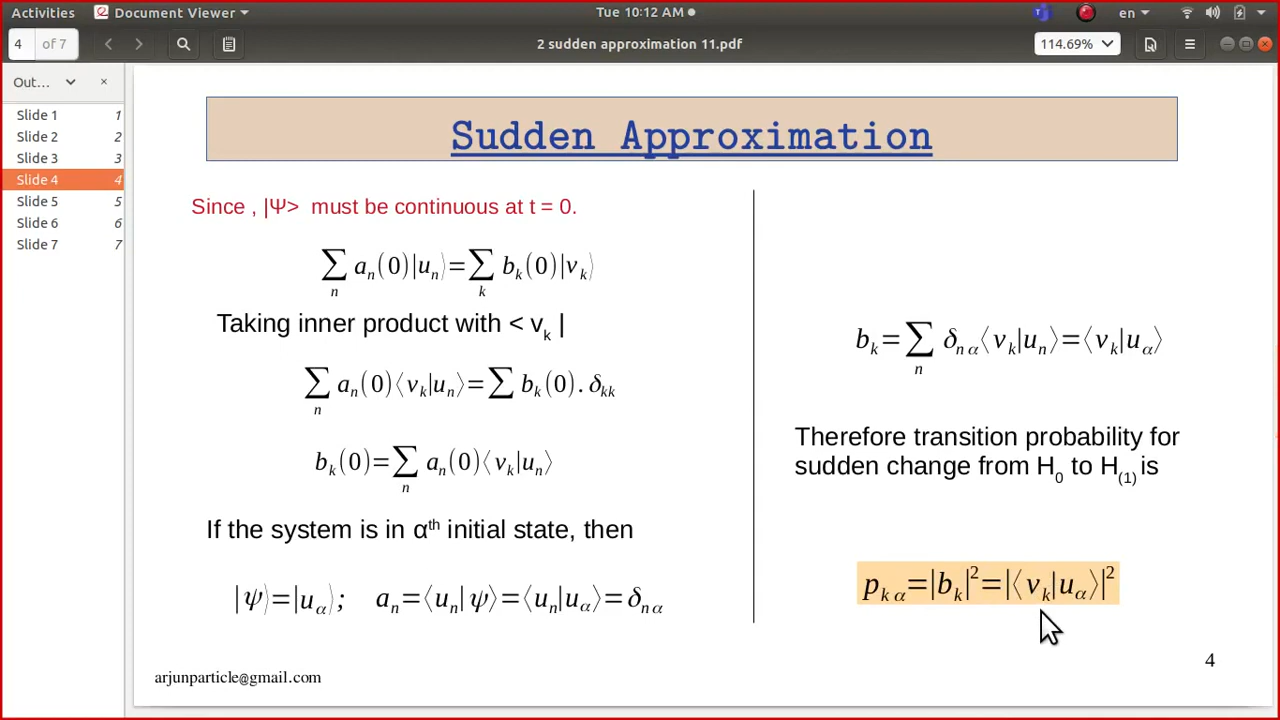 Activities Document Viewer Tue 10:12 AM en
4 of 7 2 sudden approximation 11.pdf 114.69%
Out...
Slide 1 1
Slide 2 2
Slide 3 3
Slide 4 4
Slide 5 5
Slide 6 6
Slide 7 7
Sudden Approximation
Since , |Ψ> must be continuous at t = 0.
∑_n a_n(0)|u_n⟩=∑_k b_k(0)|v_k⟩
Taining inner product with < v_k |
∑_n a_n(0)⟨v_k|u_n⟩=∑ b_k(0). δ_kk
b_k(0)=∑_n a_n(0)⟨v_k|u_n⟩
If the system is in α^th initial state, then
|ψ⟩=|u_α⟩; a_n=⟨u_n|ψ⟩=⟨u_n|u_α⟩=δ_nα
b_k=∑_n δ_nα⟨v_k|u_n⟩=⟨v_k|u_α⟩
Therefore transition probability for
sudden change from H_0 to H_(1) is
p_kα=|b_k|^2=|⟨v_k|u_α⟩|^2
arjunparticle@gmail.com
4